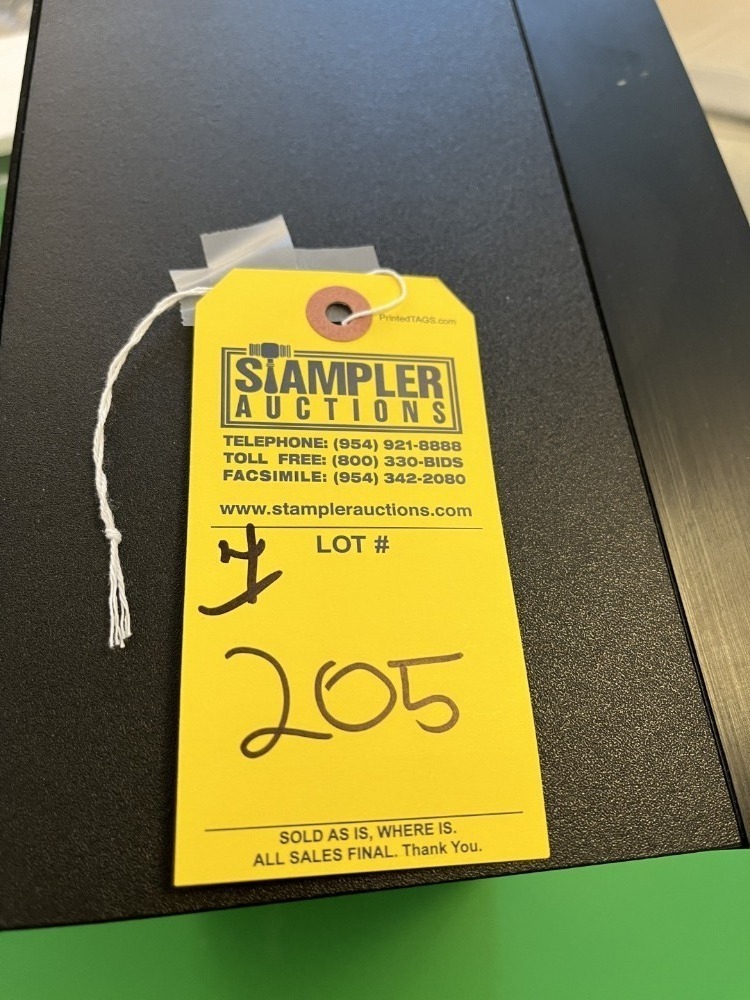 PrintedTAGS.com
STAMPLER
AUCTIONS
TELEPHONE: (954) 921-8888
TOLL FREE: (800) 330-BIDS
FACSIMILE: (954) 342-2080
www.stamplerauctions.com
LOT #
205
SOLD AS IS, WHERE IS.
ALL SALES FINAL. Thank You.